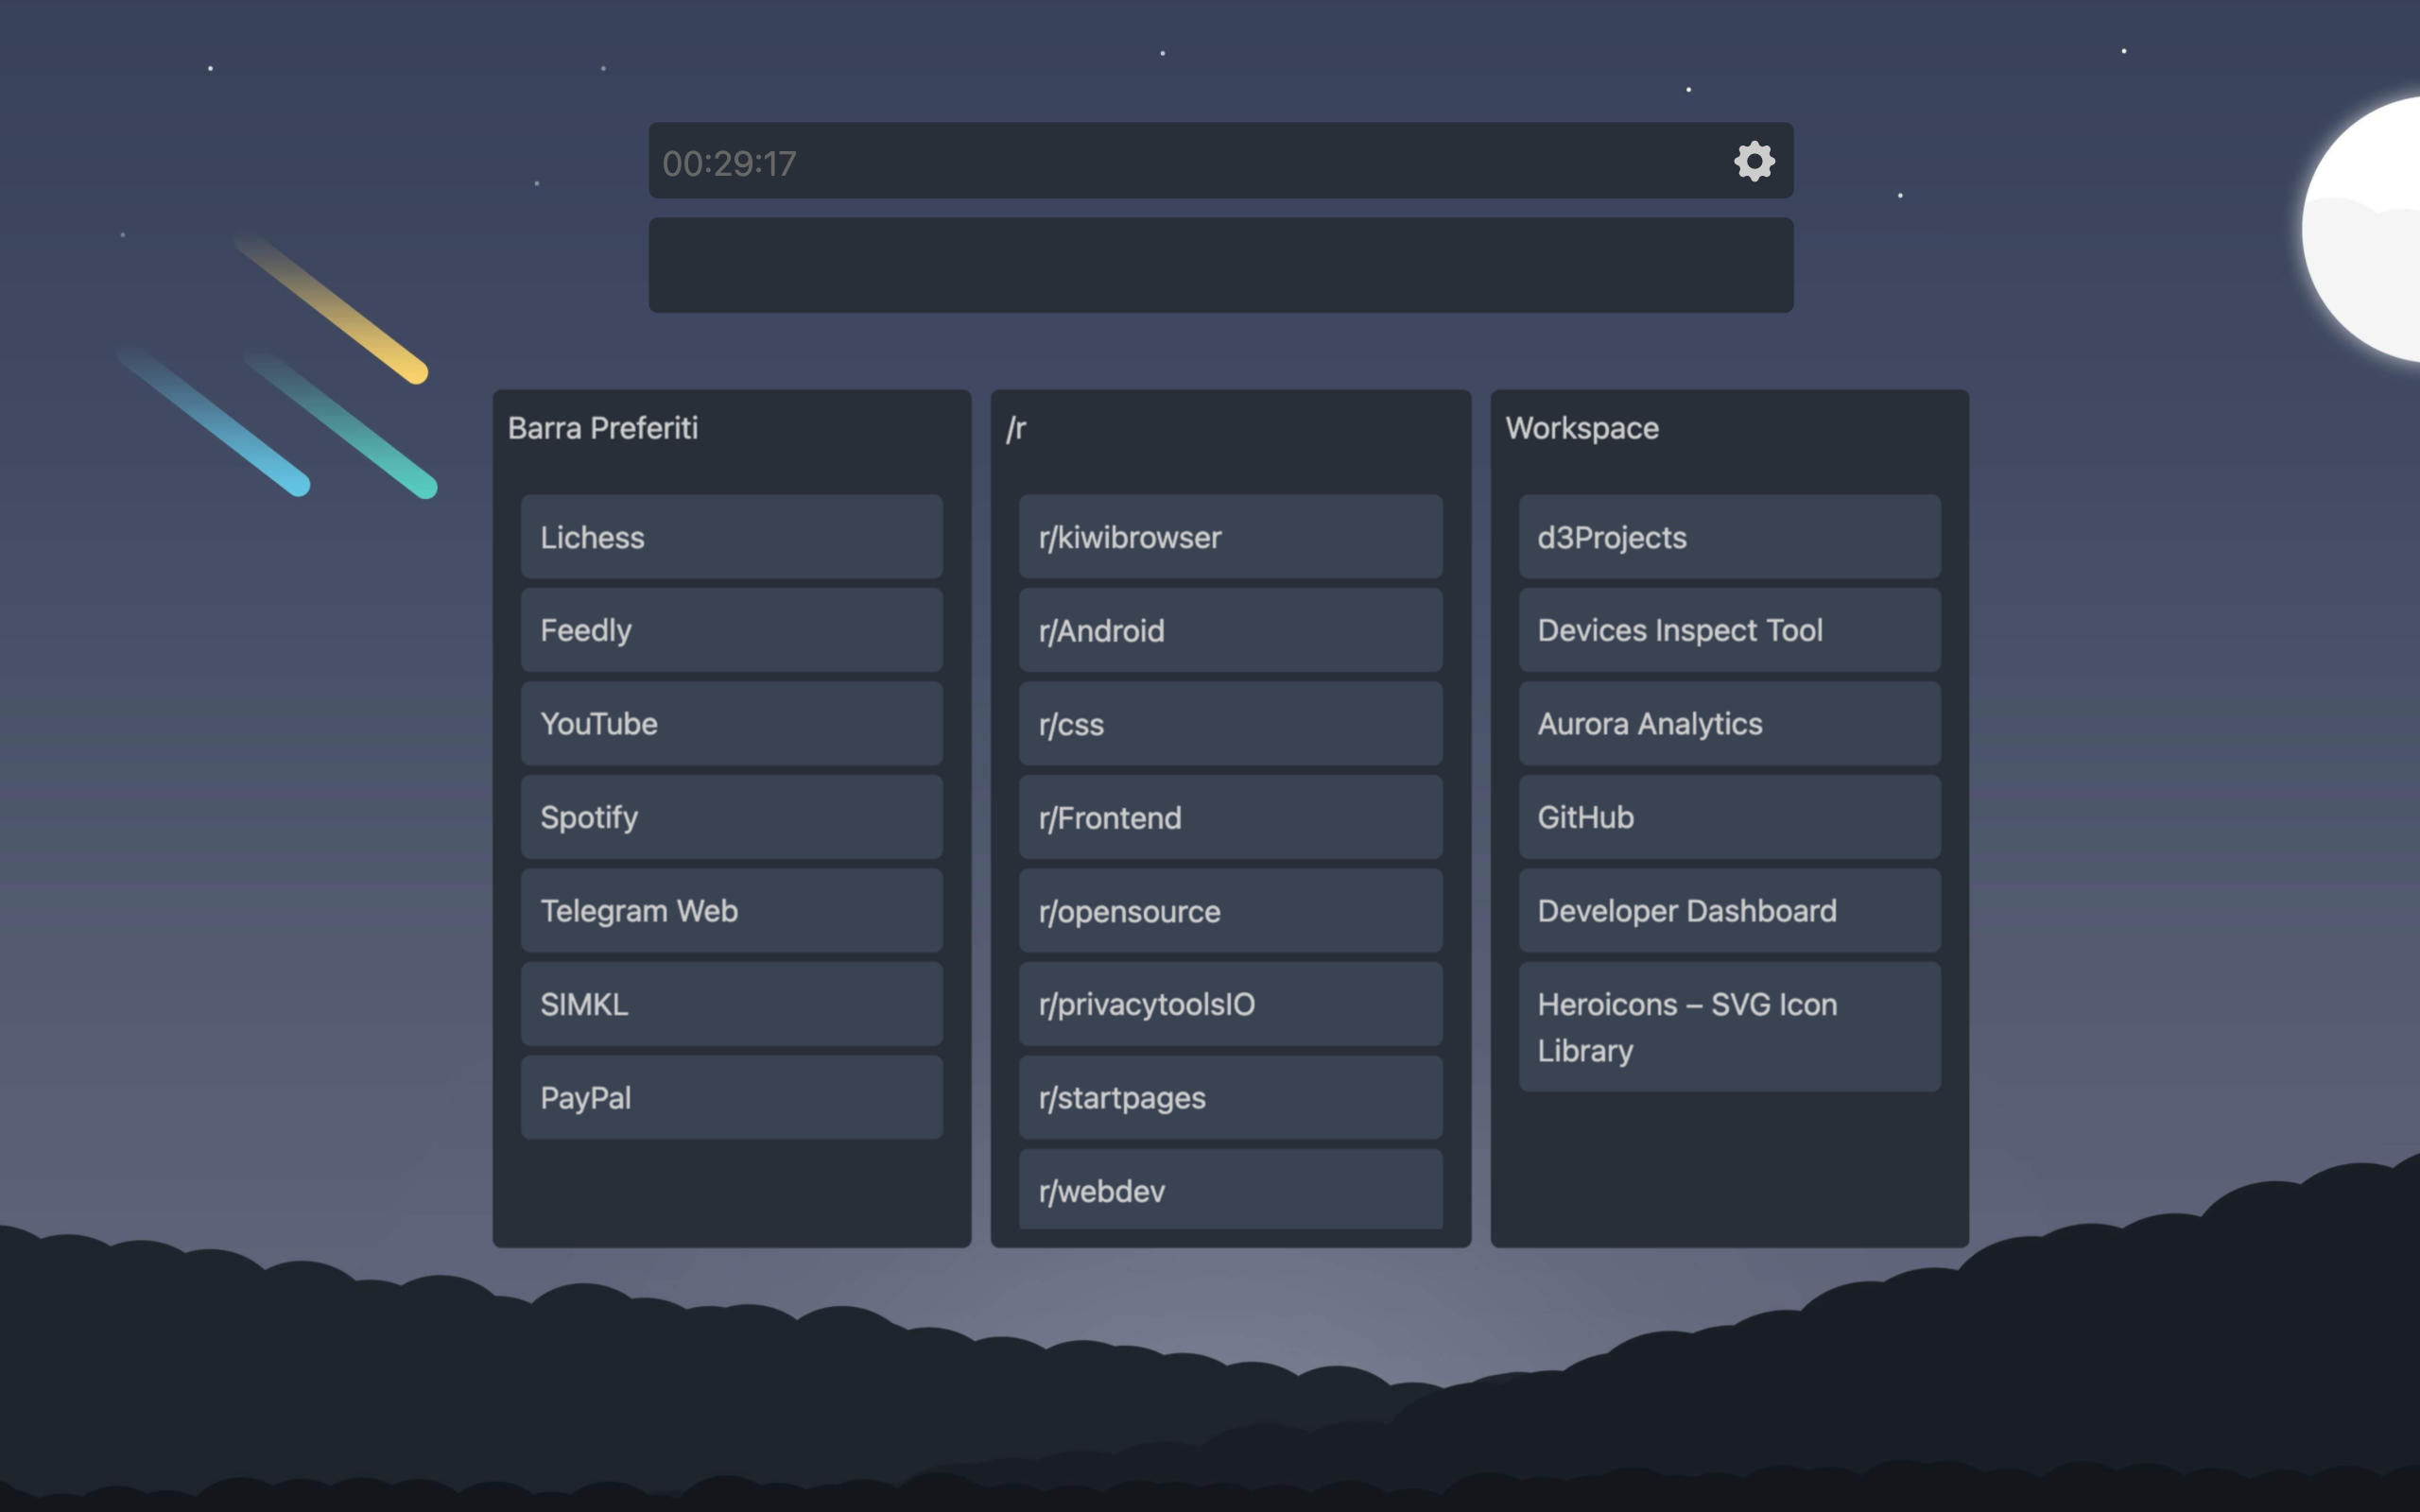 00:29:17
Barra Preferiti
Lichess
Feedly
YouTube
Spotify
Telegram Web
SIMKL
PayPal
/r
r/kiwibrowser
r/Android
r/css
r/Frontend
r/opensource
r/privacytoolsIO
r/startpages
r/webdev
Workspace
d3Projects
Devices Inspect Tool
Aurora Analytics
GitHub
Developer Dashboard
Heroicons – SVG Icon
Library